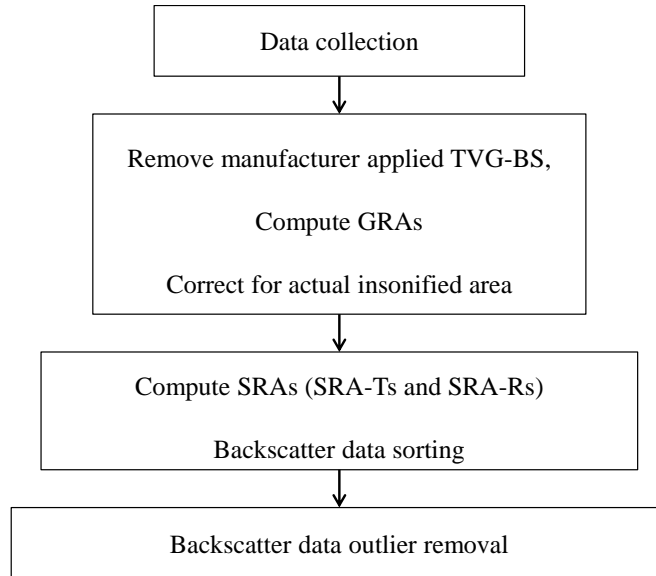 Data collection
Remove manufacturer applied TVG-BS,
Compute GRAs
Correct for actual insonified area
Compute SRAs (SRA-Ts and SRA-Rs)
Backscatter data sorting
Backscatter data outlier removal